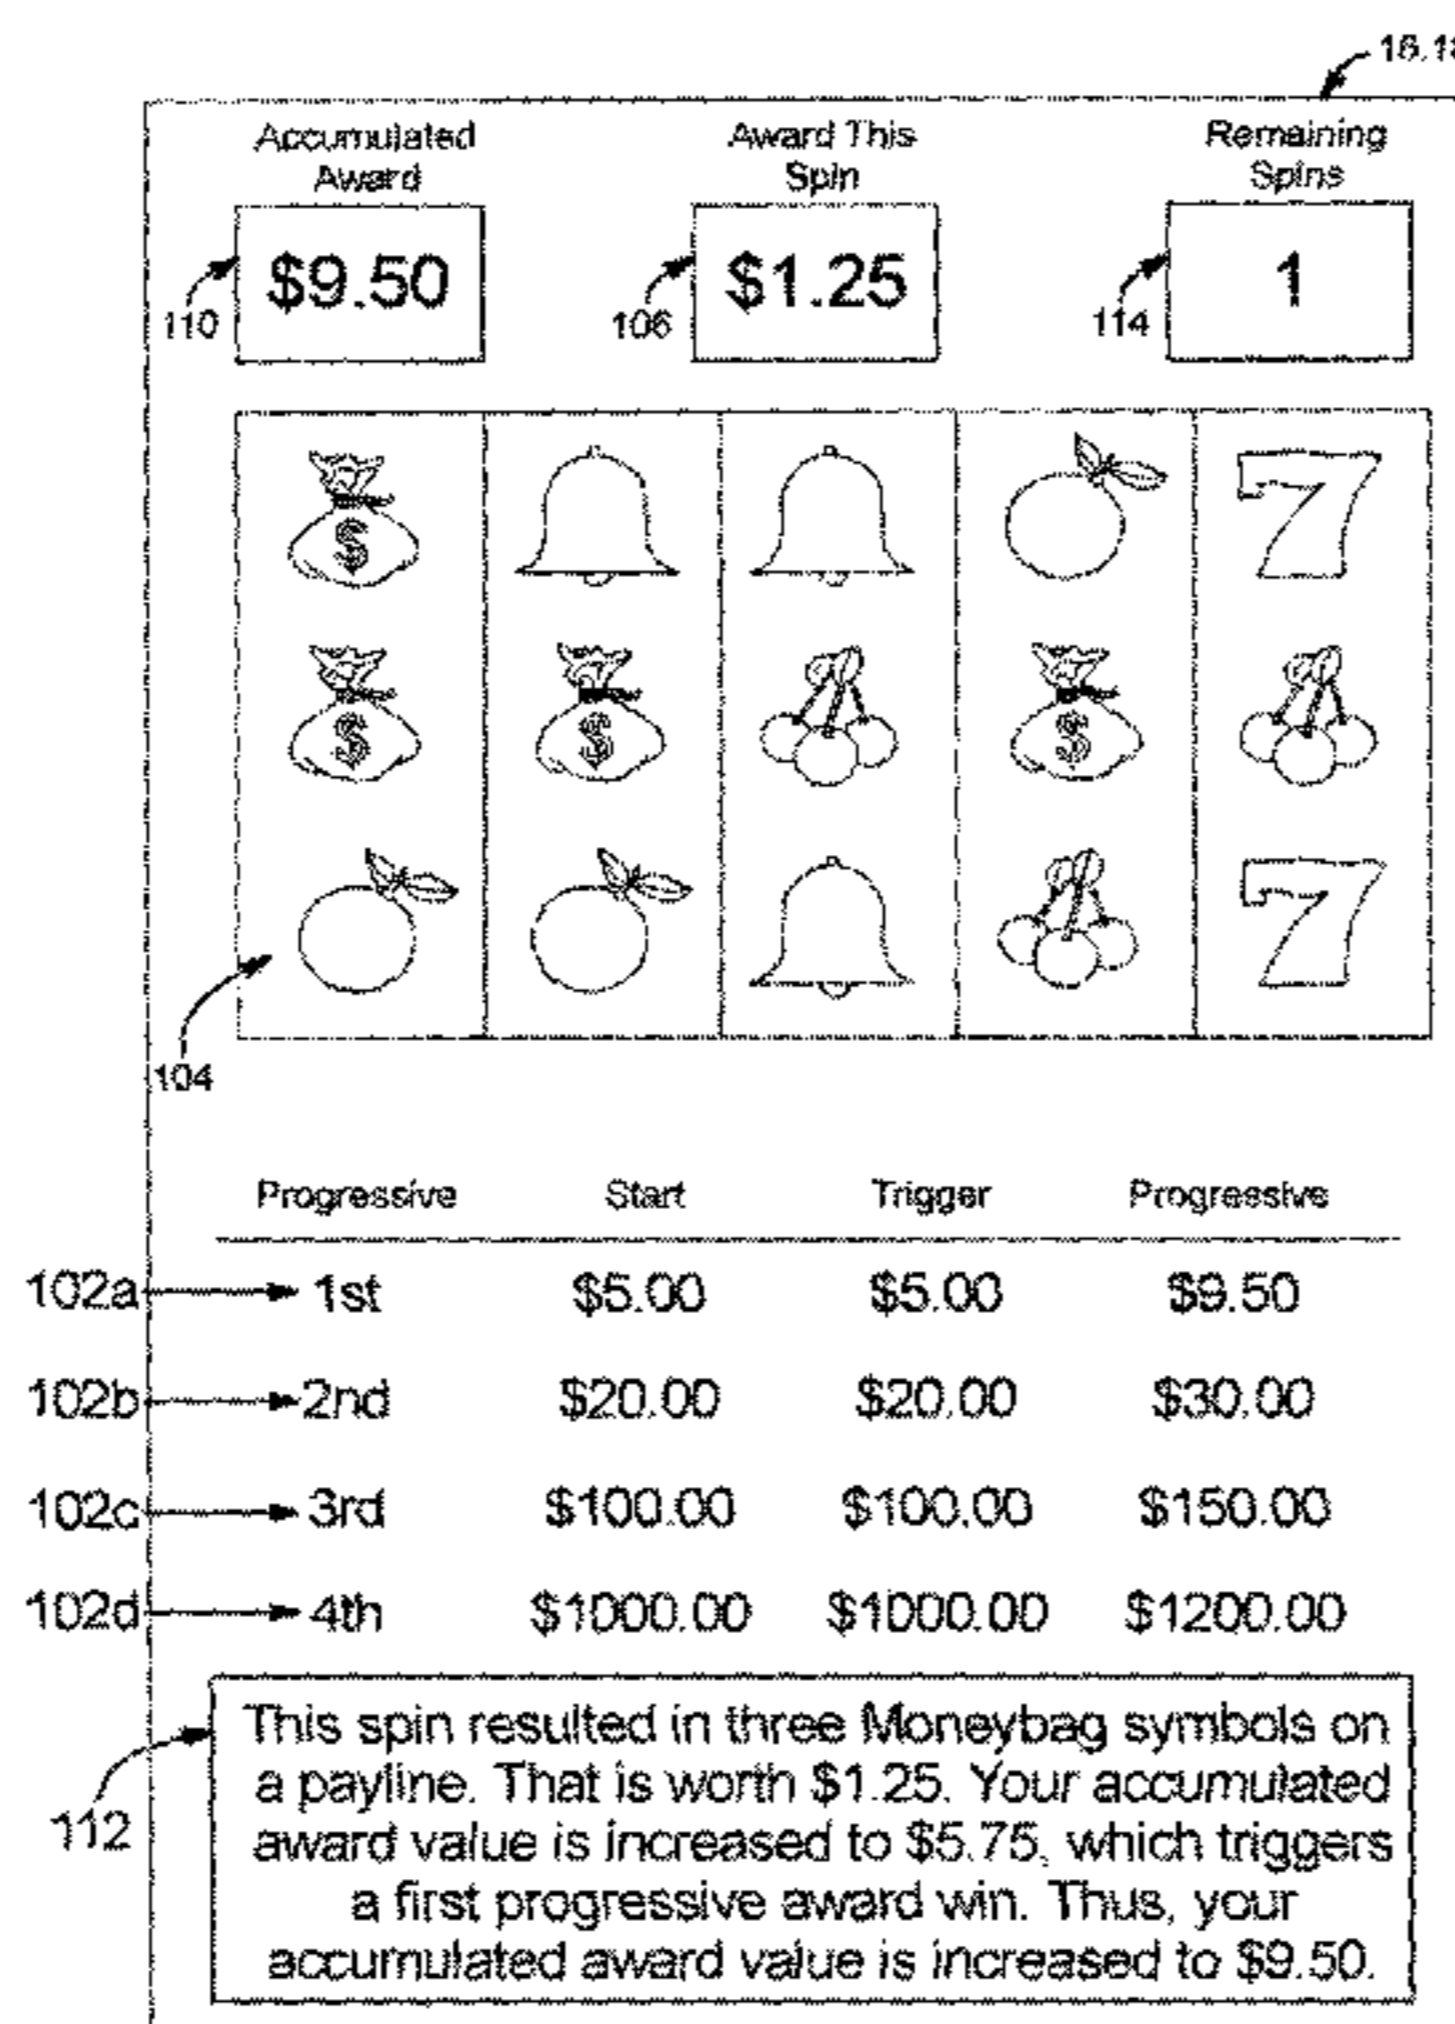 Accumulated Award This Remaining
Award Spin Spins
$9.50 $1.25 1
110 106 114
$
$ $ $
7
7
104
Progressive Start Trigger Progressive
102a 1st $5.00 $5.00 $9.50
102b 2nd $20.00 $20.00 $30.00
102c 3rd $100.00 $100.00 $150.00
102d 4th $1000.00 $1000.00 $1200.00
This spin resulted in three Moneybag symbols on
a payline. That is worth $1.25. Your accumulated
112
award value is increased to $5.75, which triggers
a first progressive award win. Thus, your
accumulated award value is increased to $9.50.